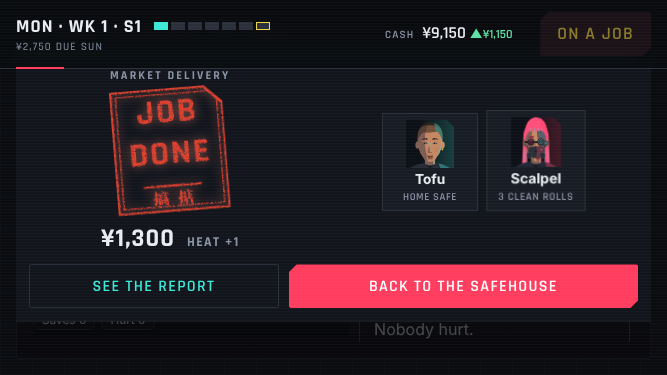 MON · WK 1 · S1
¥2,750 DUE SUN
CASH ¥9,150 ▲¥1,150
ON A JOB
MARKET DELIVERY
JOB
DONE
¥1,300 HEAT +1
Tofu
HOME SAFE
Scalpel
3 CLEAN ROLLS
SEE THE REPORT
BACK TO THE SAFEHOUSE
Nobody hurt.